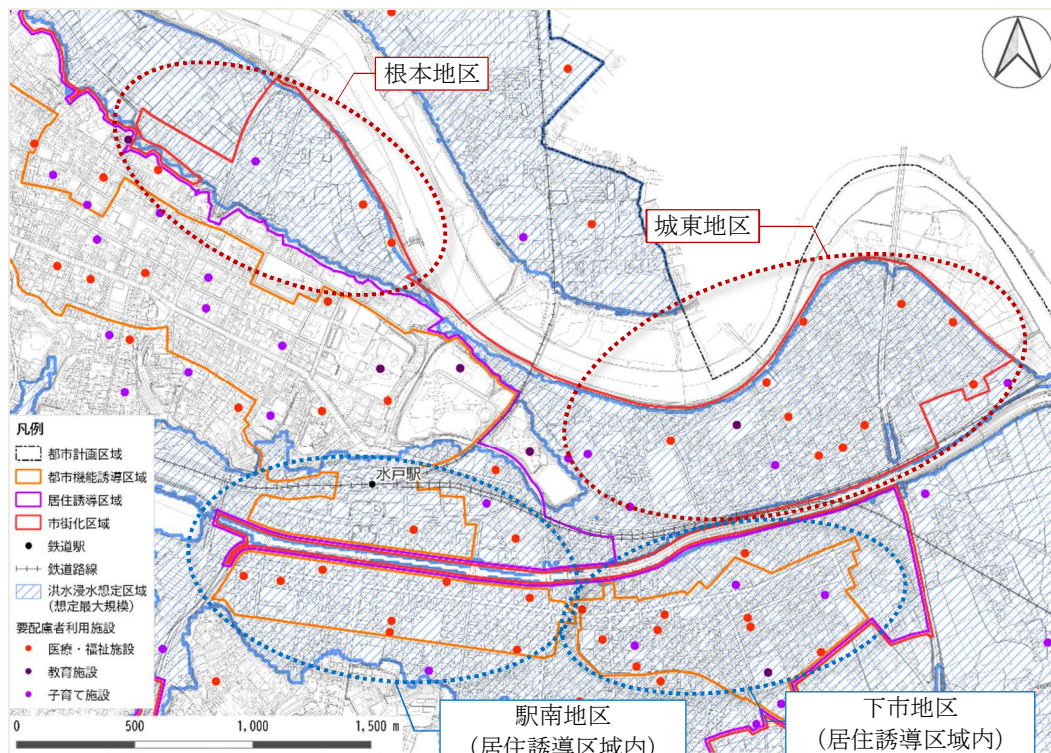 根本地区
城東地区
水戸駅
凡例
都市計画区域
都市機能誘導区域
居住誘導区域
市街化区域
鉄道駅
鉄道路線
洪水浸水想定区域
(想定最大規模)
要配慮者利用施設
医療・福祉施設
教育施設
子育て施設
0 500 1,000 1,500 m
駅南地区
(居住誘導区域内)
下市地区
(居住誘導区域内)